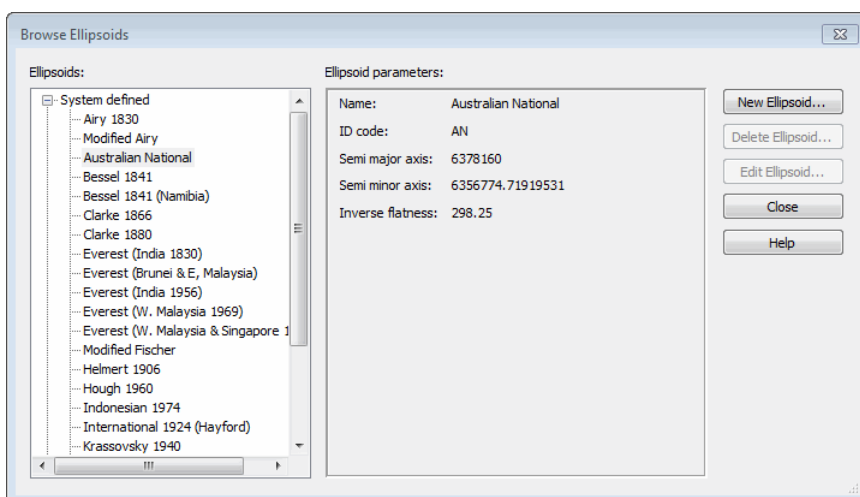 Browse Ellipsoids
Ellipsoids:
System defined
Airy 1830
Modified Airy
Australian National
Bessel 1841
Bessel 1841 (Namibia)
Clarke 1866
Clarke 1880
Everest (India 1830)
Everest (Brunei & E, Malaysia)
Everest (India 1956)
Everest (W. Malaysia 1969)
Everest (W. Malaysia & Singapore 1
Modified Fischer
Helmert 1906
Hough 1960
Indonesian 1974
International 1924 (Hayford)
Krassovsky 1940
Ellipsoid parameters:
Name: Australian National
ID code: AN
Semi major axis: 6378160
Semi minor axis: 6356774.71919531
Inverse flatness: 298.25
New Ellipsoid...
Delete Ellipsoid...
Edit Ellipsoid...
Close
Help